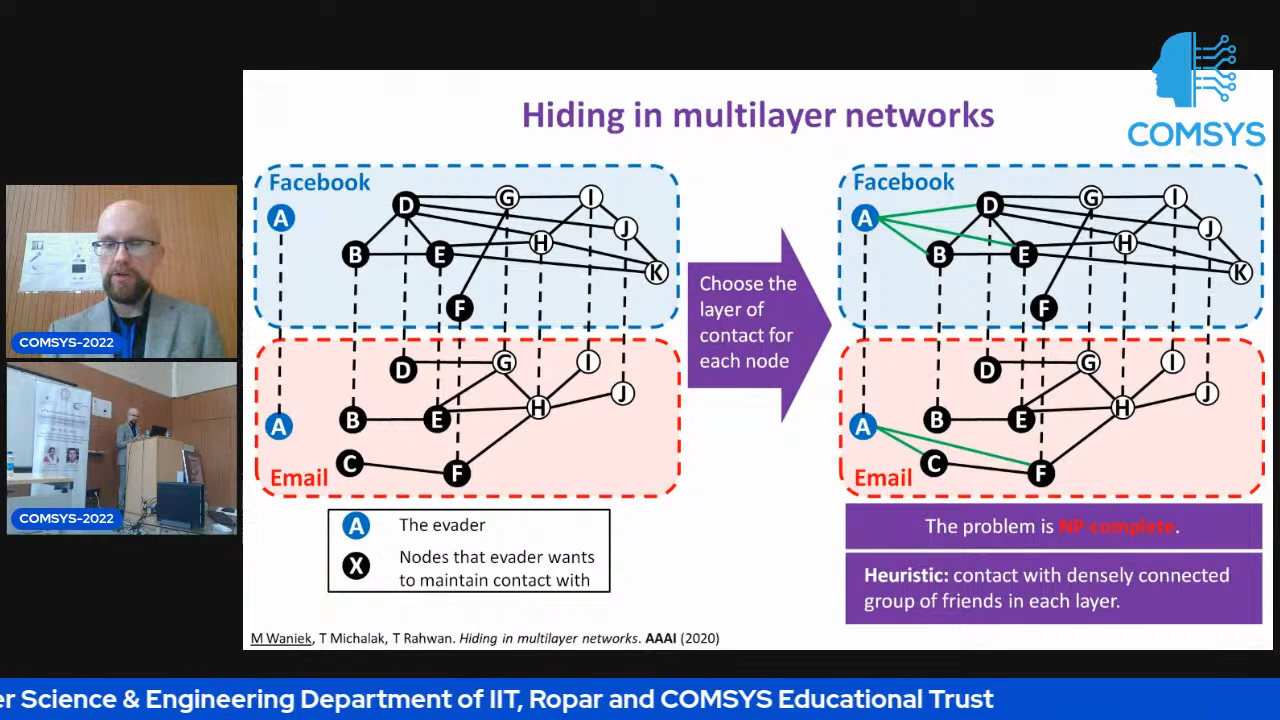 COMSYS
Hiding in multilayer networks
Facebook
A
B
D
E
F
G
H
I
J
K
Email
A
B
C
D
E
F
G
H
I
J
Choose the
layer of
contact for
each node
Facebook
A
B
D
E
F
G
H
I
J
K
Email
A
B
C
D
E
F
G
H
I
J
A The evader
X Nodes that evader wants
to maintain contact with
The problem is NP-complete.
Heuristic: contact with densely connected
group of friends in each layer.
M Waniek, T Michalak, T Rahwan. Hiding in multilayer networks. AAAI (2020)
COMSYS-2022
COMSYS-2022
er Science & Engineering Department of IIT, Ropar and COMSYS Educational Trust